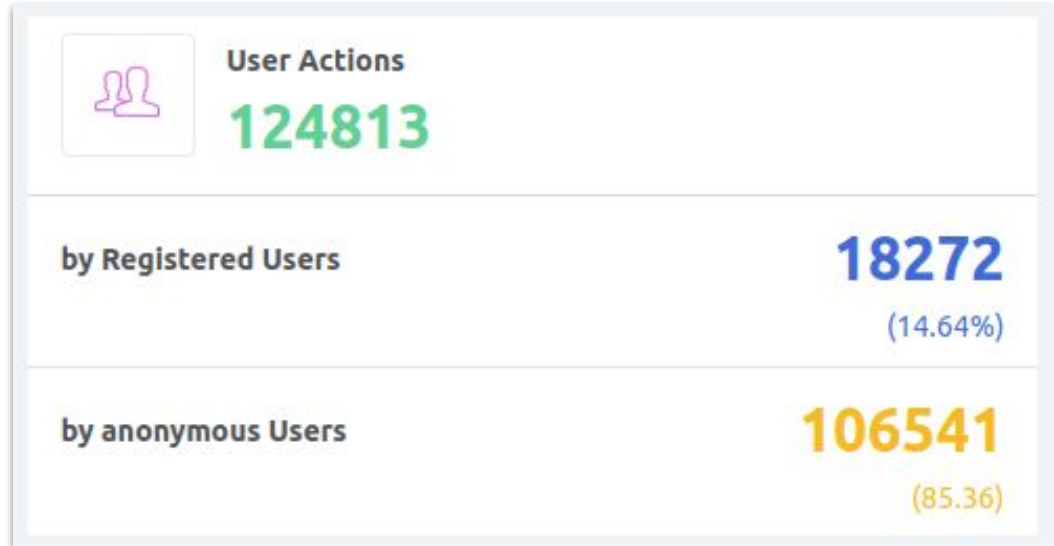 User Actions
124813
by Registered Users
18272
(14.64%)
by anonymous Users
106541
(85.36)